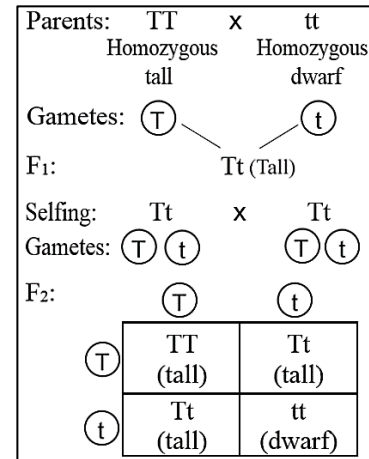 Parents: TT x tt
Homozygous Homozygous
tall dwarf
Gametes: T t
F₁: Tt (Tall)
Selfing: Tt x Tt
Gametes: T t T t
F₂: T t
T TT Tt
(tall) (tall)
t Tt tt
(tall) (dwarf)